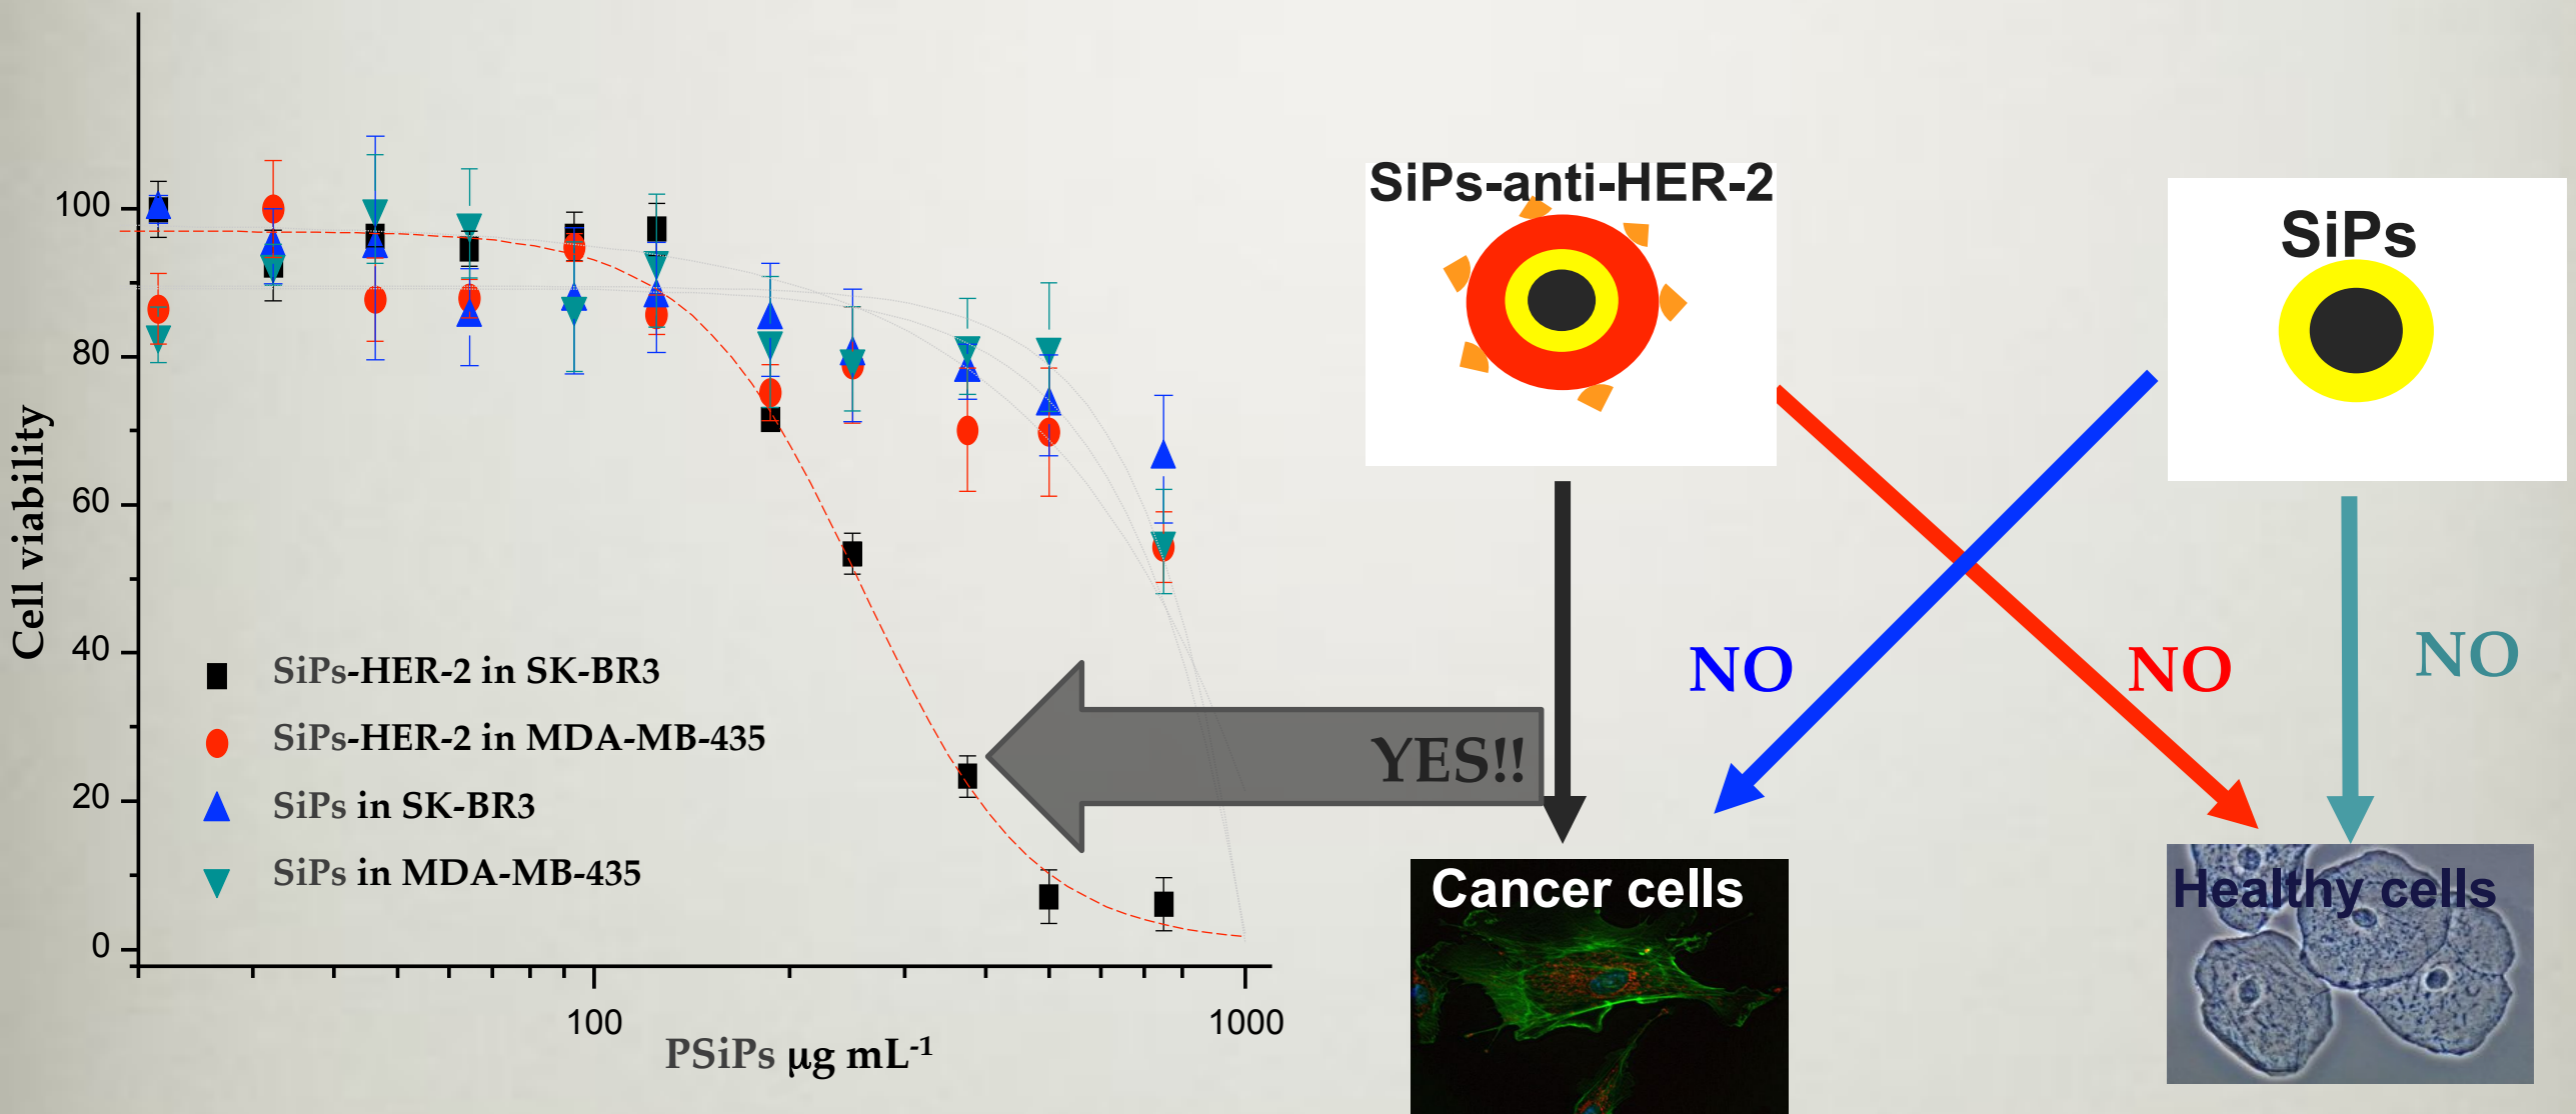 100
80
60
40
20
0
Cell viability
SiPs-HER-2 in SK-BR3
SiPs-HER-2 in MDA-MB-435
SiPs in SK-BR3
SiPs in MDA-MB-435
100
1000
PSiPs µg mL⁻¹
SiPs-anti-HER-2
SiPs
NO
NO
NO
YES!!
Cancer cells
Healthy cells